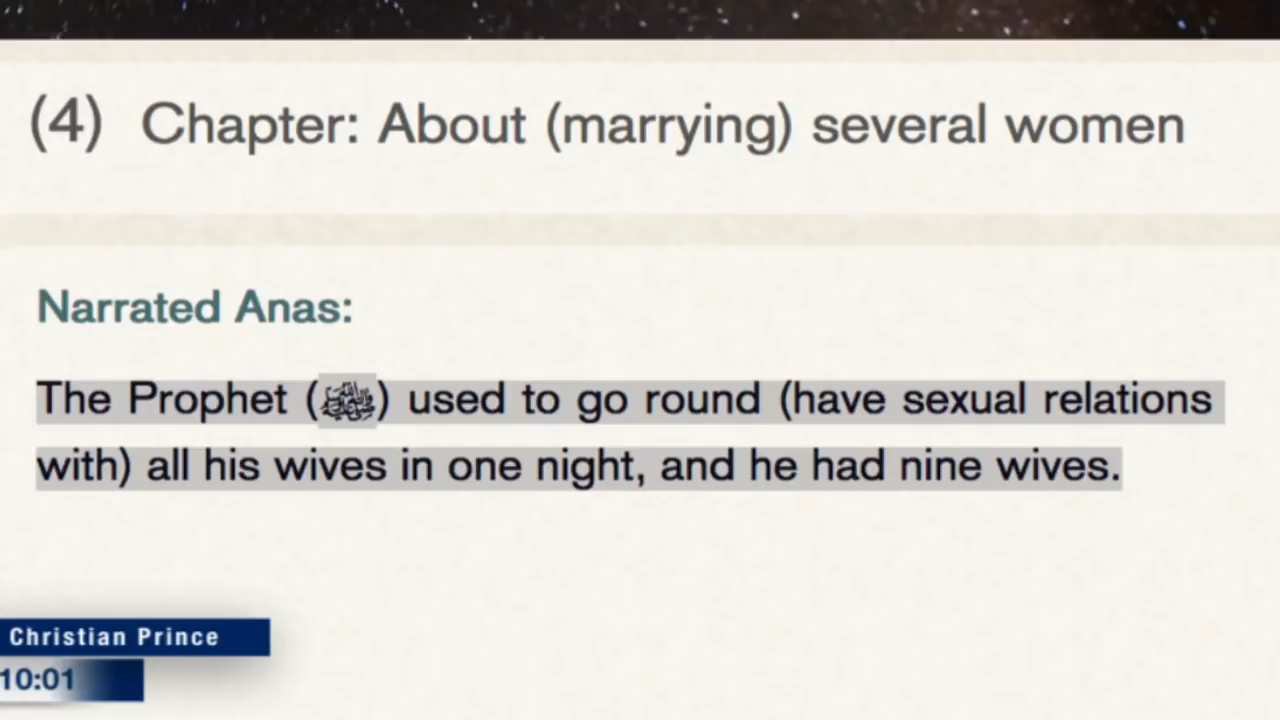 (4) Chapter: About (marrying) several women
Narrated Anas:
The Prophet (ﷺ) used to go round (have sexual relations
with) all his wives in one night, and he had nine wives.
Christian Prince
10:01